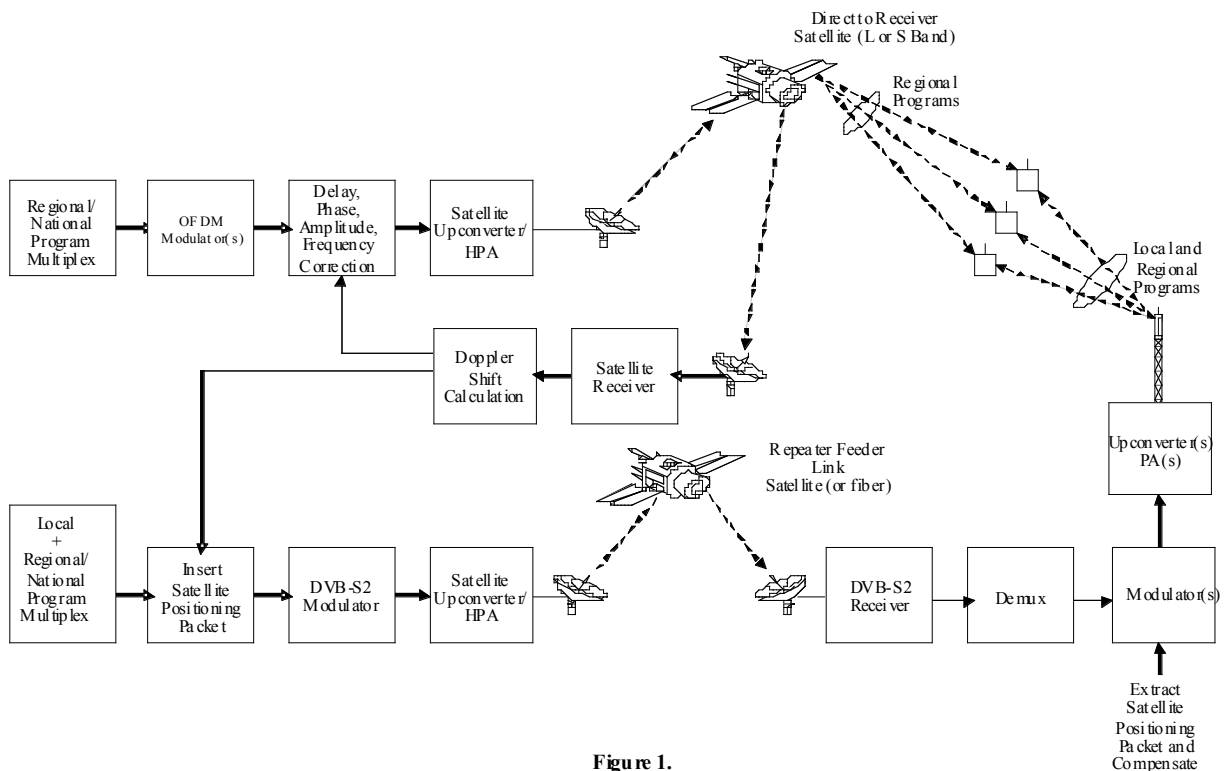 Direct to Receiver
Satellite (L or S Band)
Regional
Programs
Regional/
National
Program
Multiplex
OFDM
Modulator(s)
Delay,
Phase,
Amplitude,
Frequency
Correction
Satellite
Upconverter/
HPA
Local and
Regional
Programs
Doppler
Shift
Calculation
Satellite
Receiver
Upconverter(s)
PA(s)
Repeater Feeder
Link
Satellite (or fiber)
Local
+
Regional/
National
Program
Multiplex
Insert
Satellite
Positioning
Packet
DVB-S2
Modulator
Satellite
Upconverter/
HPA
DVB-S2
Receiver
Demux
Modulator(s)
Extract
Satellite
Positioning
Packet and
Compensate
Figure 1.